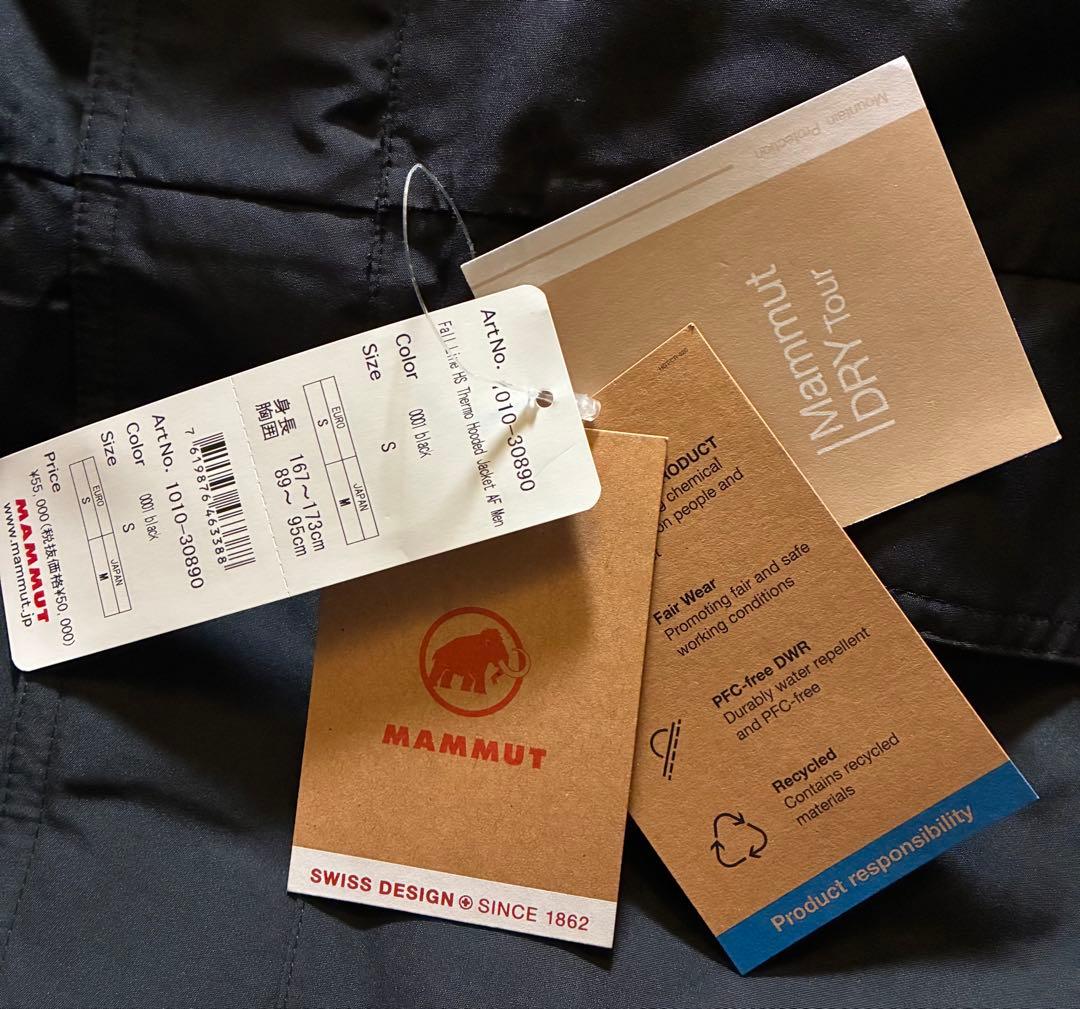 Art No. 1010-30890
Fall Line HS Thermo Hooded Jacket AF Men
Color 0001 black
Size S
EURO JAPAN
S M
身長 167～173cm
胸囲 89～ 95cm
7 619876 463388
Art No. 1010-30890
Color 0001 black
Size S
EURO JAPAN
S M
Price
¥55,000(税抜価格¥50,000)
MAMMUT
www.mammut.jp
Mountain Protection
Mammut
DRY Tour
MAMMUT
SWISS DESIGN SINCE 1862
ODUCT
chemical
on people and
Fair Wear
Promoting fair and safe
working conditions
PFC-free DWR
Durably water repellent
and PFC-free
Recycled
Contains recycled
materials
Product responsibility